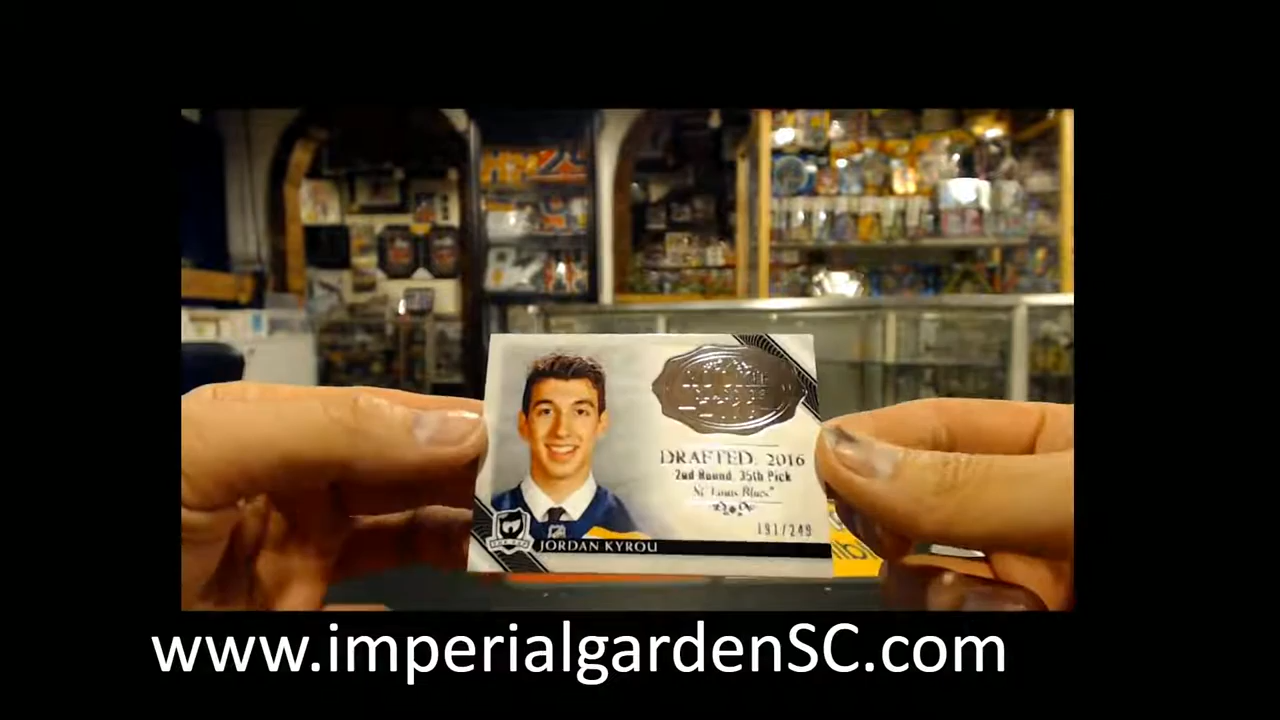 DRAFTED: 2016
2nd Round, 35th Pick
St. Louis Blues
191/249
JORDAN KYROU
www.imperialgardenSC.com